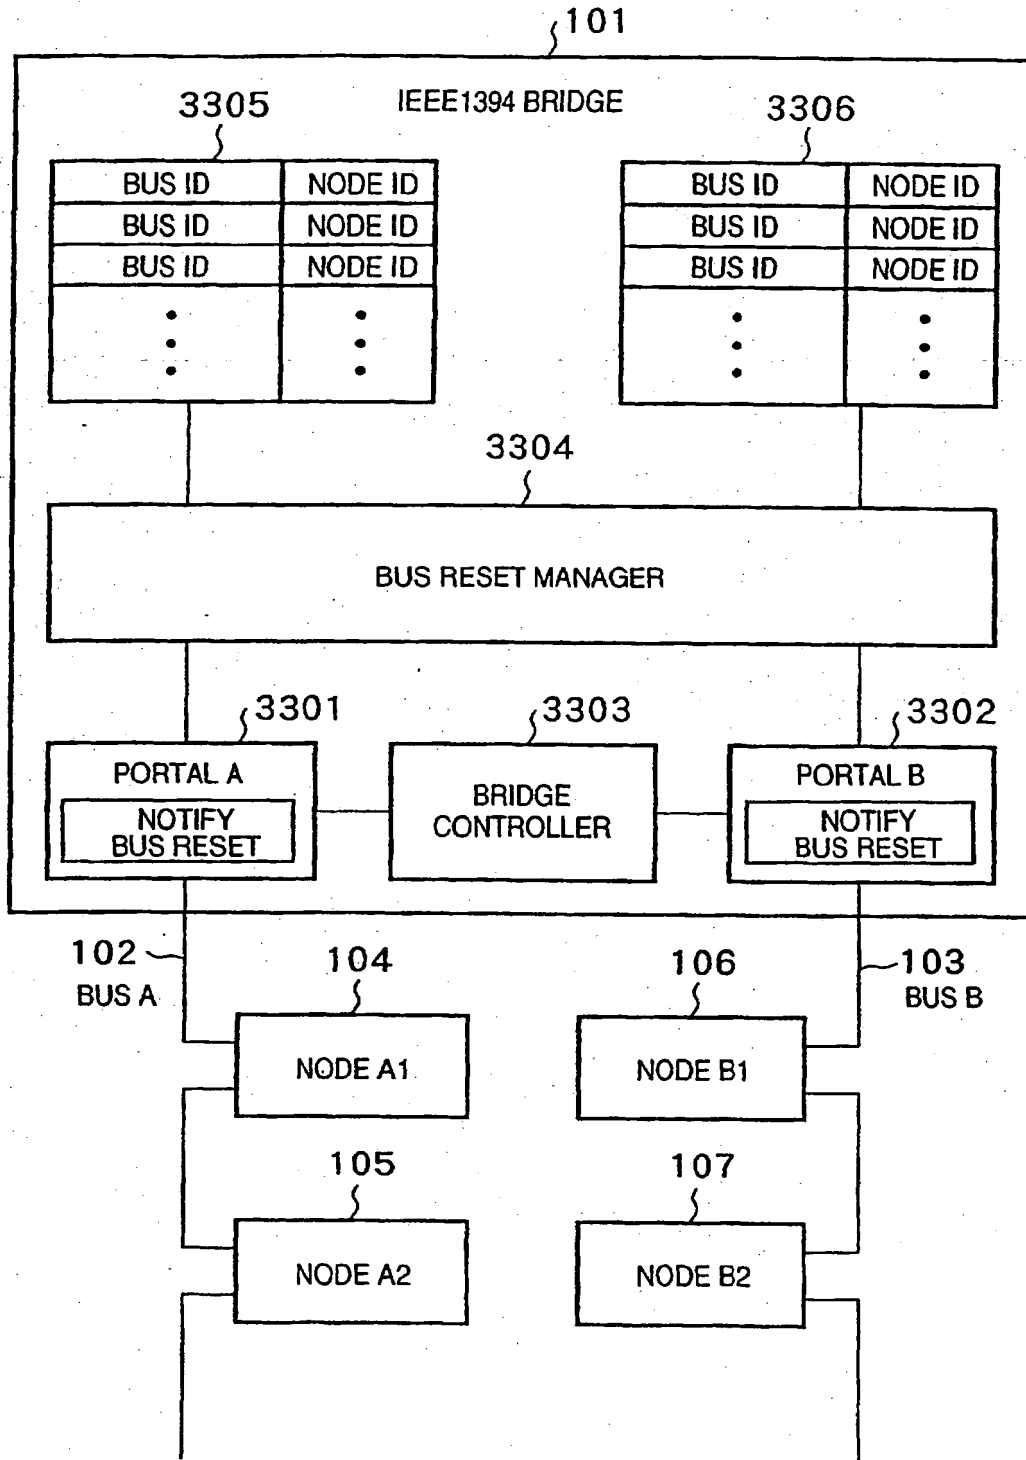 101
IEEE1394 BRIDGE
3305
3306
BUS ID NODE ID
BUS ID NODE ID
BUS ID NODE ID
BUS ID NODE ID
BUS ID NODE ID
BUS ID NODE ID
3304
BUS RESET MANAGER
3301
3303
3302
PORTAL A
NOTIFY
BUS RESET
BRIDGE
CONTROLLER
PORTAL B
NOTIFY
BUS RESET
102
BUS A
104
106
103
BUS B
NODE A1
NODE B1
105
107
NODE A2
NODE B2